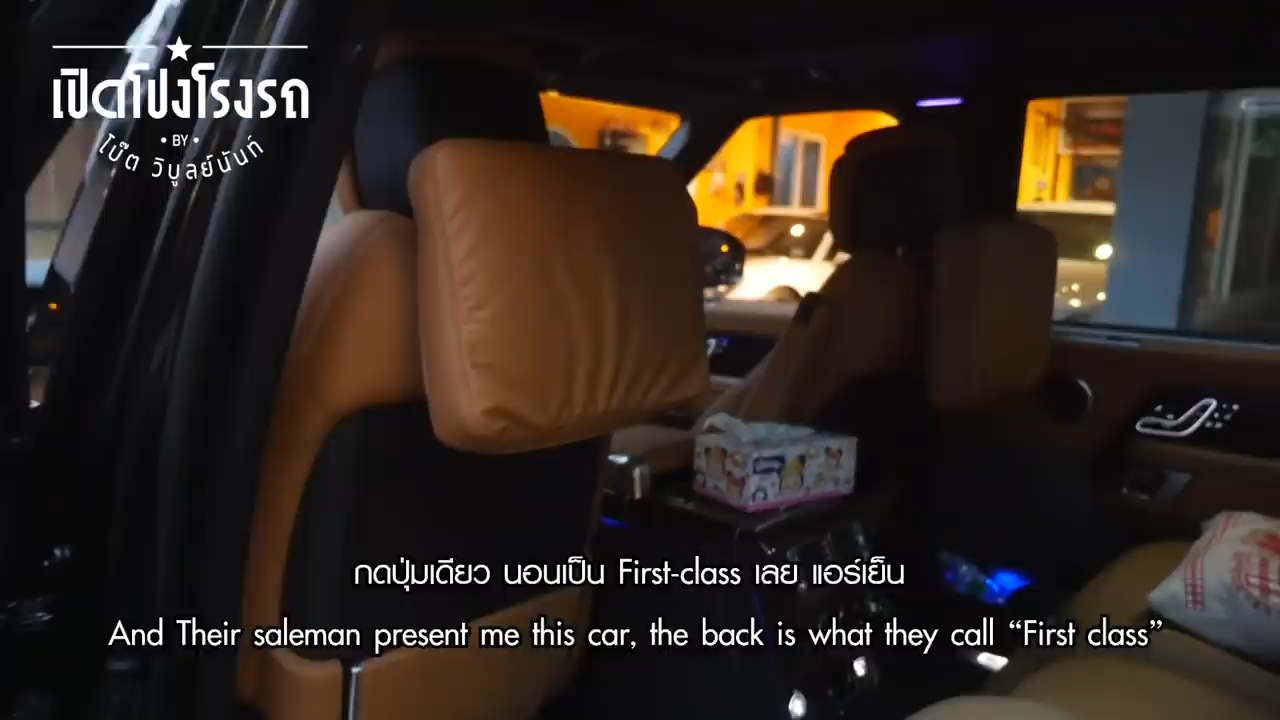 เปิดโปงโรงรถ
• BY •
โบ๊ต วิบูลย์นันท์
กดปุ่มเดียว นอนเป็น First-class เลย แอร์เย็น
And Their saleman present me this car, the back is what they call “First class”